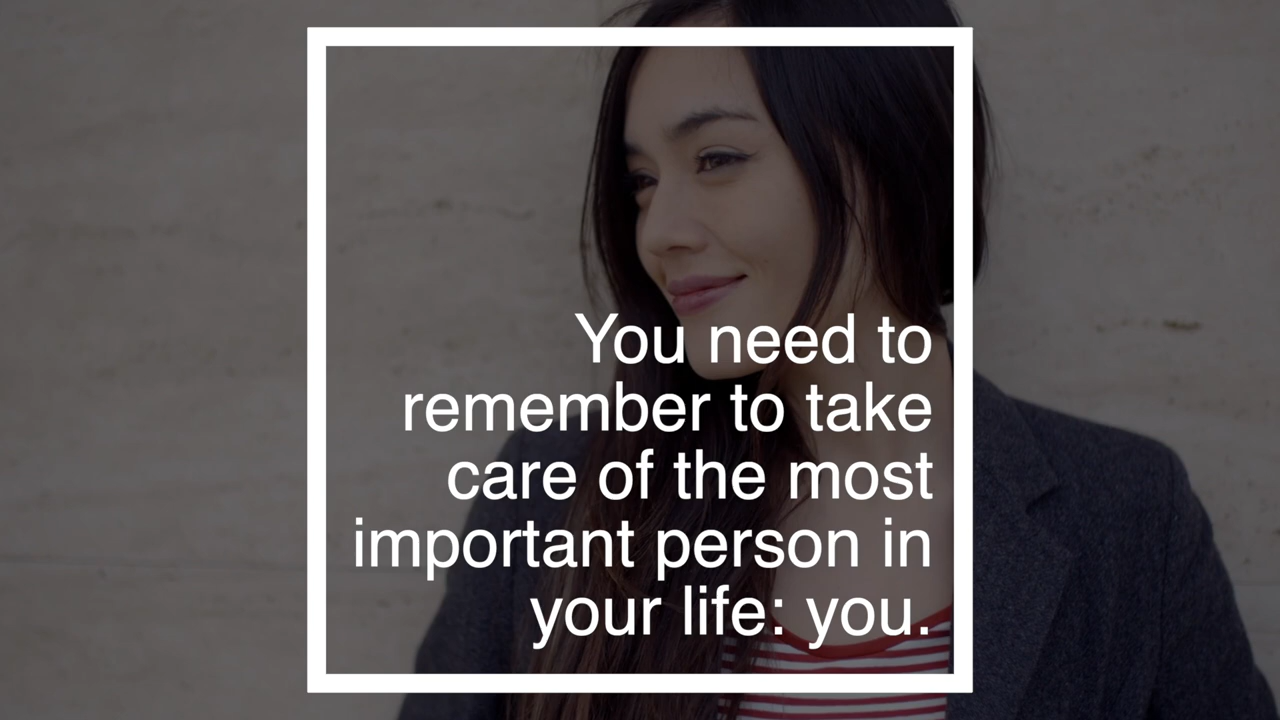 You need to
remember to take
care of the most
important person in
your life: you.